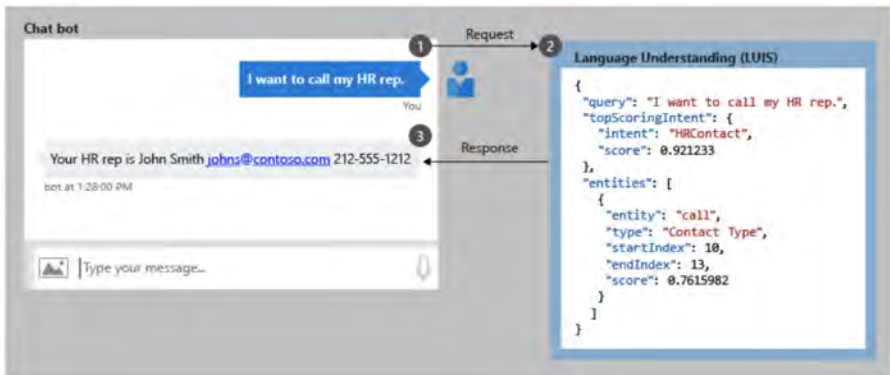 Chat bot
1
Request
2
I want to call my HR rep.
You
3
Your HR rep is John Smith johns@contoso.com 212-555-1212
Response
bot at 1:28:00 PM
Type your message...
Language Understanding (LUIS)
{
"query": "I want to call my HR rep.",
"topScoringIntent": {
"intent": "HRContact",
"score": 0.921233
},
"entities": [
{
"entity": "call",
"type": "Contact Type",
"startIndex": 10,
"endIndex": 13,
"score": 0.7615982
}
]
}